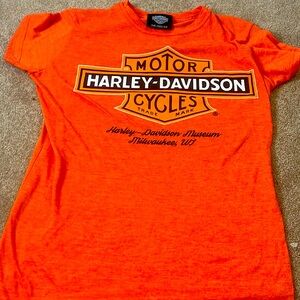 MOTOR
HARLEY-DAVIDSON
CYCLES
TRADE MARK
®
Harley-Davidson Museum
Milwaukee, WI